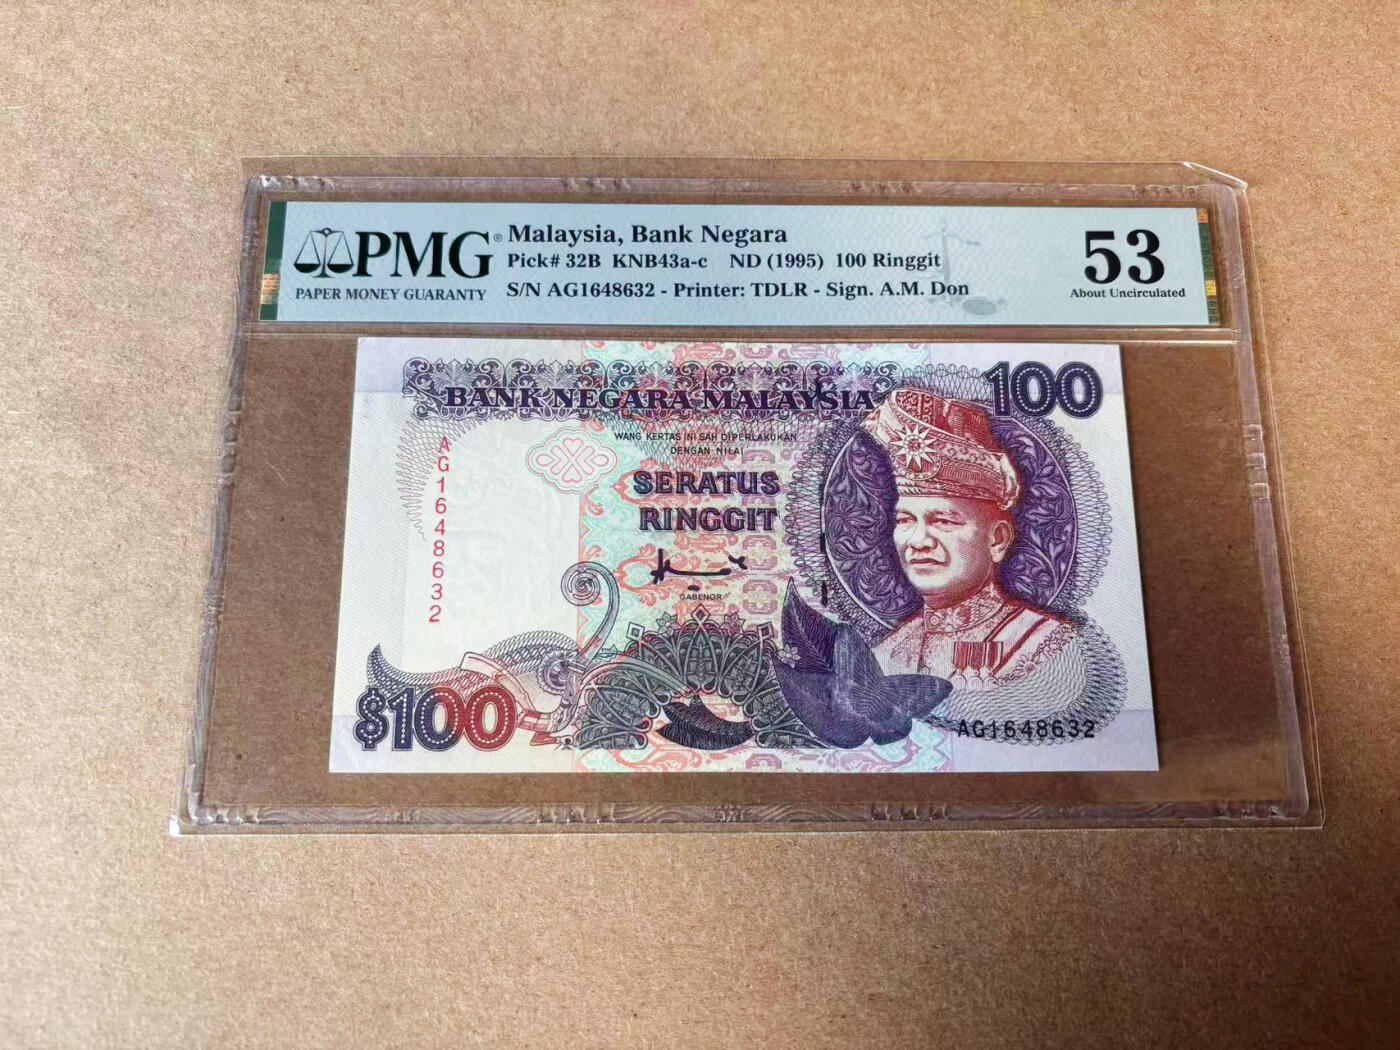 PMG®
PAPER MONEY GUARANTY
Malaysia, Bank Negara
Pick# 32B KNB43a-c ND (1995) 100 Ringgit
S/N AG1648632 - Printer: TDLR - Sign. A.M. Don
53
About Uncirculated
BANK NEGARA MALAYSIA
100
WANG KERTAS INI SAH DIPERLAKUKAN
DENGAN NILAI
SERATUS
RINGGIT
GABENOR
AG1648632
$100
AG1648632